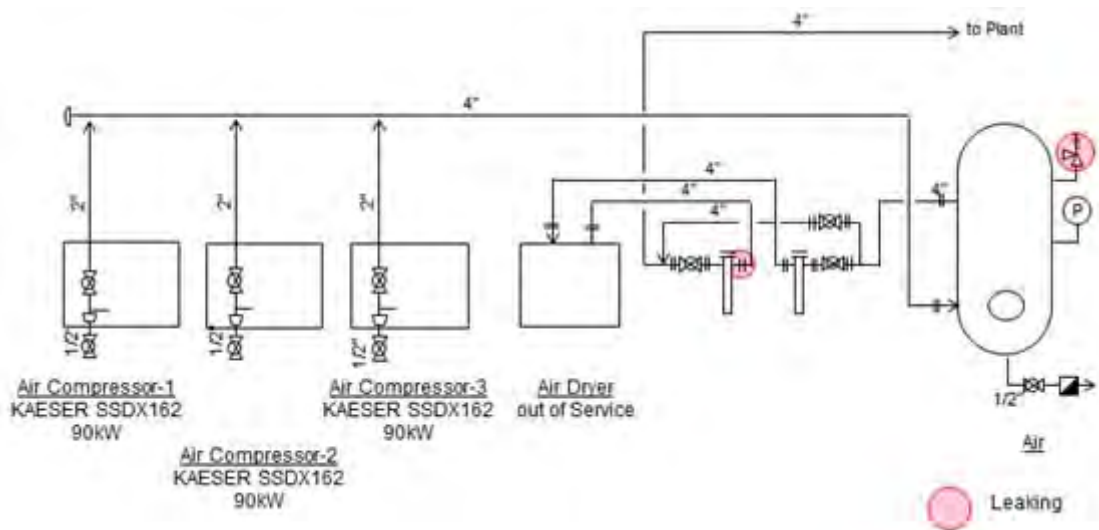 4"
to Plant
4"
4"
4"
4"
4"
P
2"
2"
2"
1/2"
1/2"
1/2"
1/2"
Air Compressor-1
KAESER SSDX162
90kW
Air Compressor-2
KAESER SSDX162
90kW
Air Compressor-3
KAESER SSDX162
90kW
Air Dryer
out of Service
Air
Leaking